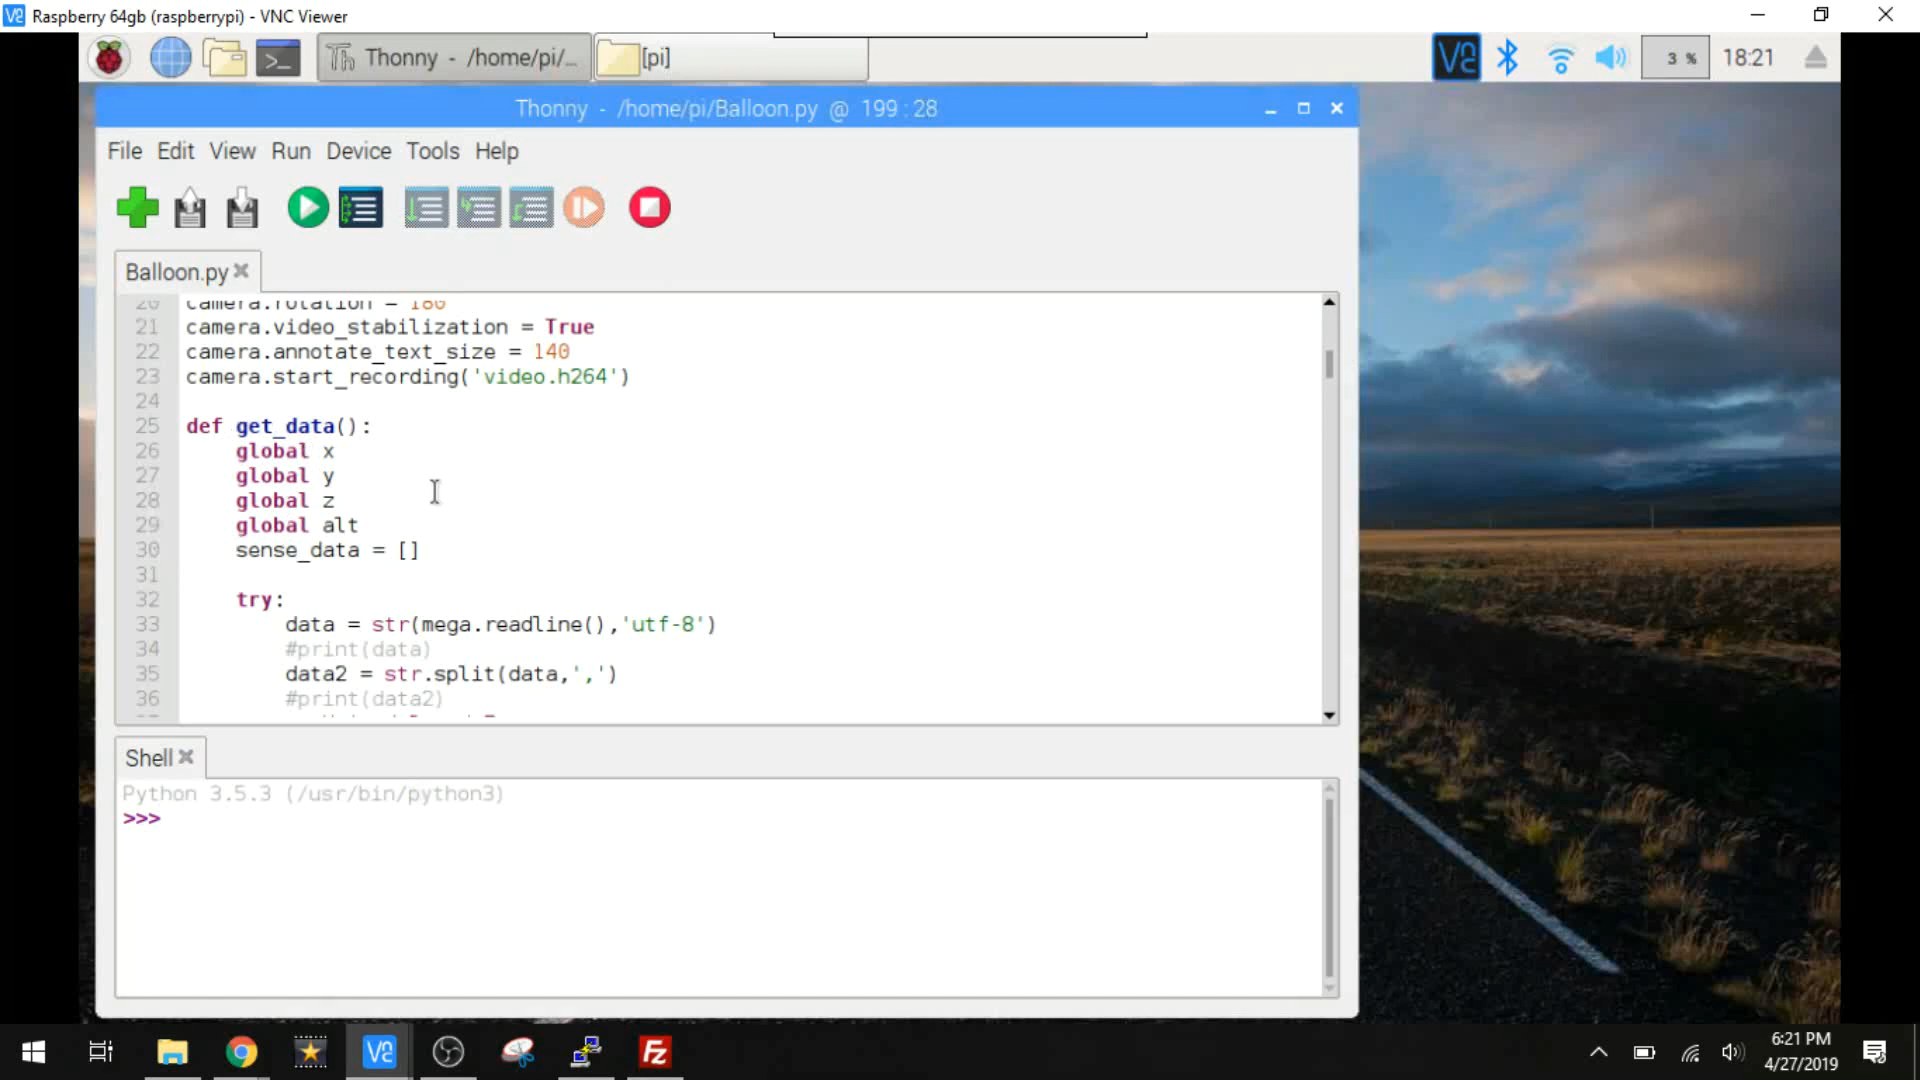 Raspberry 64gb (raspberrypi) - VNC Viewer
Thonny - /home/pi/...
[pi]
3 %
18:21
Thonny - /home/pi/Balloon.py @ 199 : 28
File Edit View Run Device Tools Help
Balloon.py
20 camera.rotation = 180
21 camera.video_stabilization = True
22 camera.annotate_text_size = 140
23 camera.start_recording('video.h264')
24
25 def get_data():
26 global x
27 global y
28 global z
29 global alt
30 sense_data = []
31
32 try:
33 data = str(mega.readline(),'utf-8')
34 #print(data)
35 data2 = str.split(data,',')
36 #print(data2)
Shell
Python 3.5.3 (/usr/bin/python3)
>>>
6:21 PM
4/27/2019